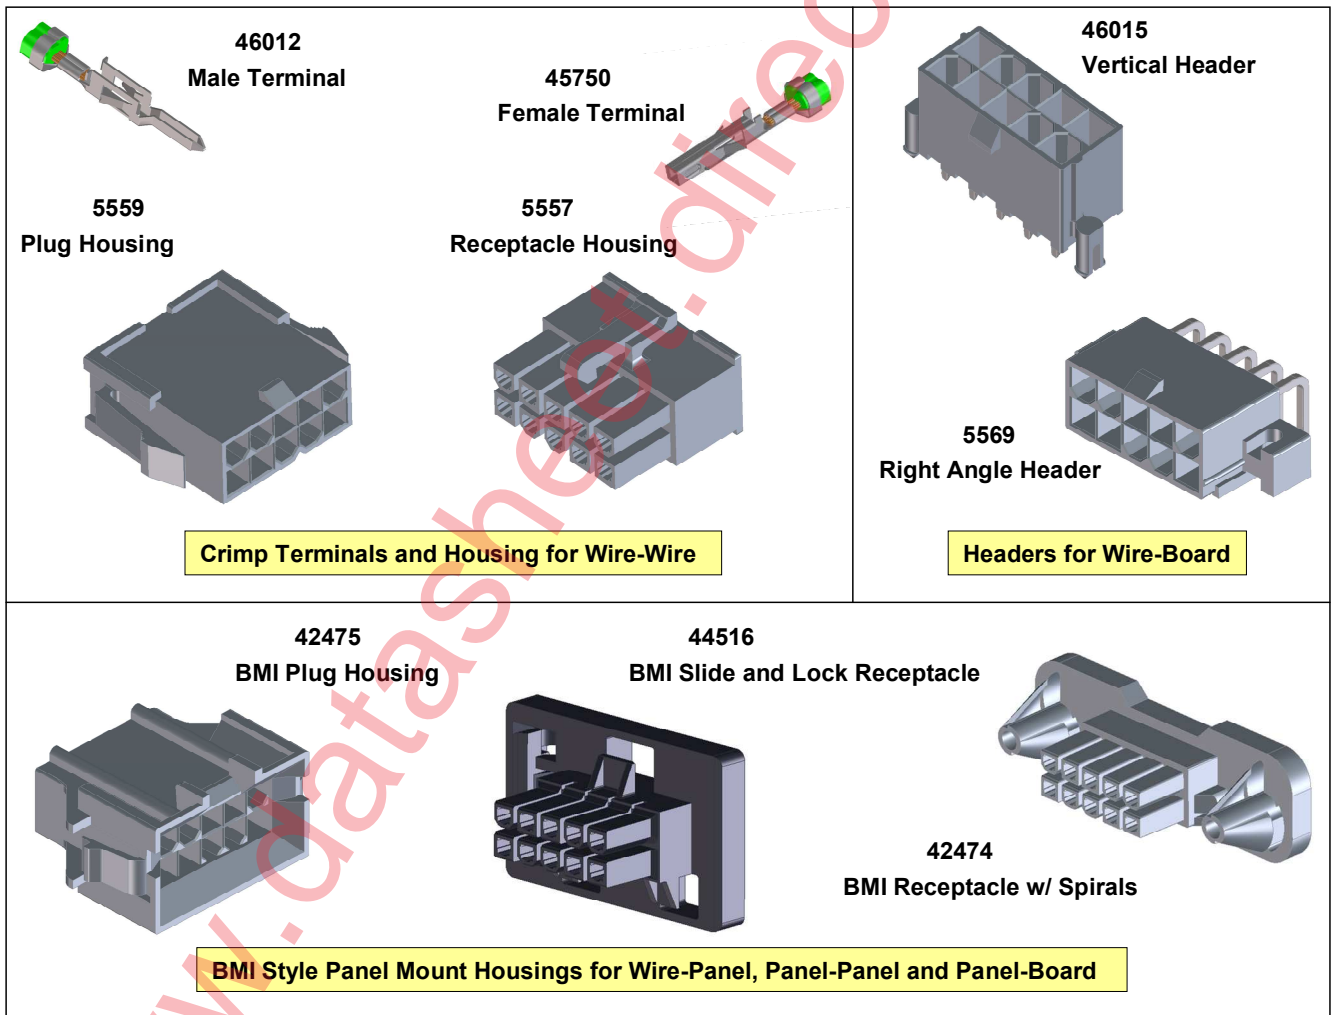 46012
Male Terminal
45750
Female Terminal
5559
Plug Housing
5557
Receptacle Housing
Crimp Terminals and Housing for Wire-Wire
46015
Vertical Header
5569
Right Angle Header
Headers for Wire-Board
42475
BMI Plug Housing
44516
BMI Slide and Lock Receptacle
42474
BMI Receptacle w/ Spirals
BMI Style Panel Mount Housings for Wire-Panel, Panel-Panel and Panel-Board
w.datasheet.direc